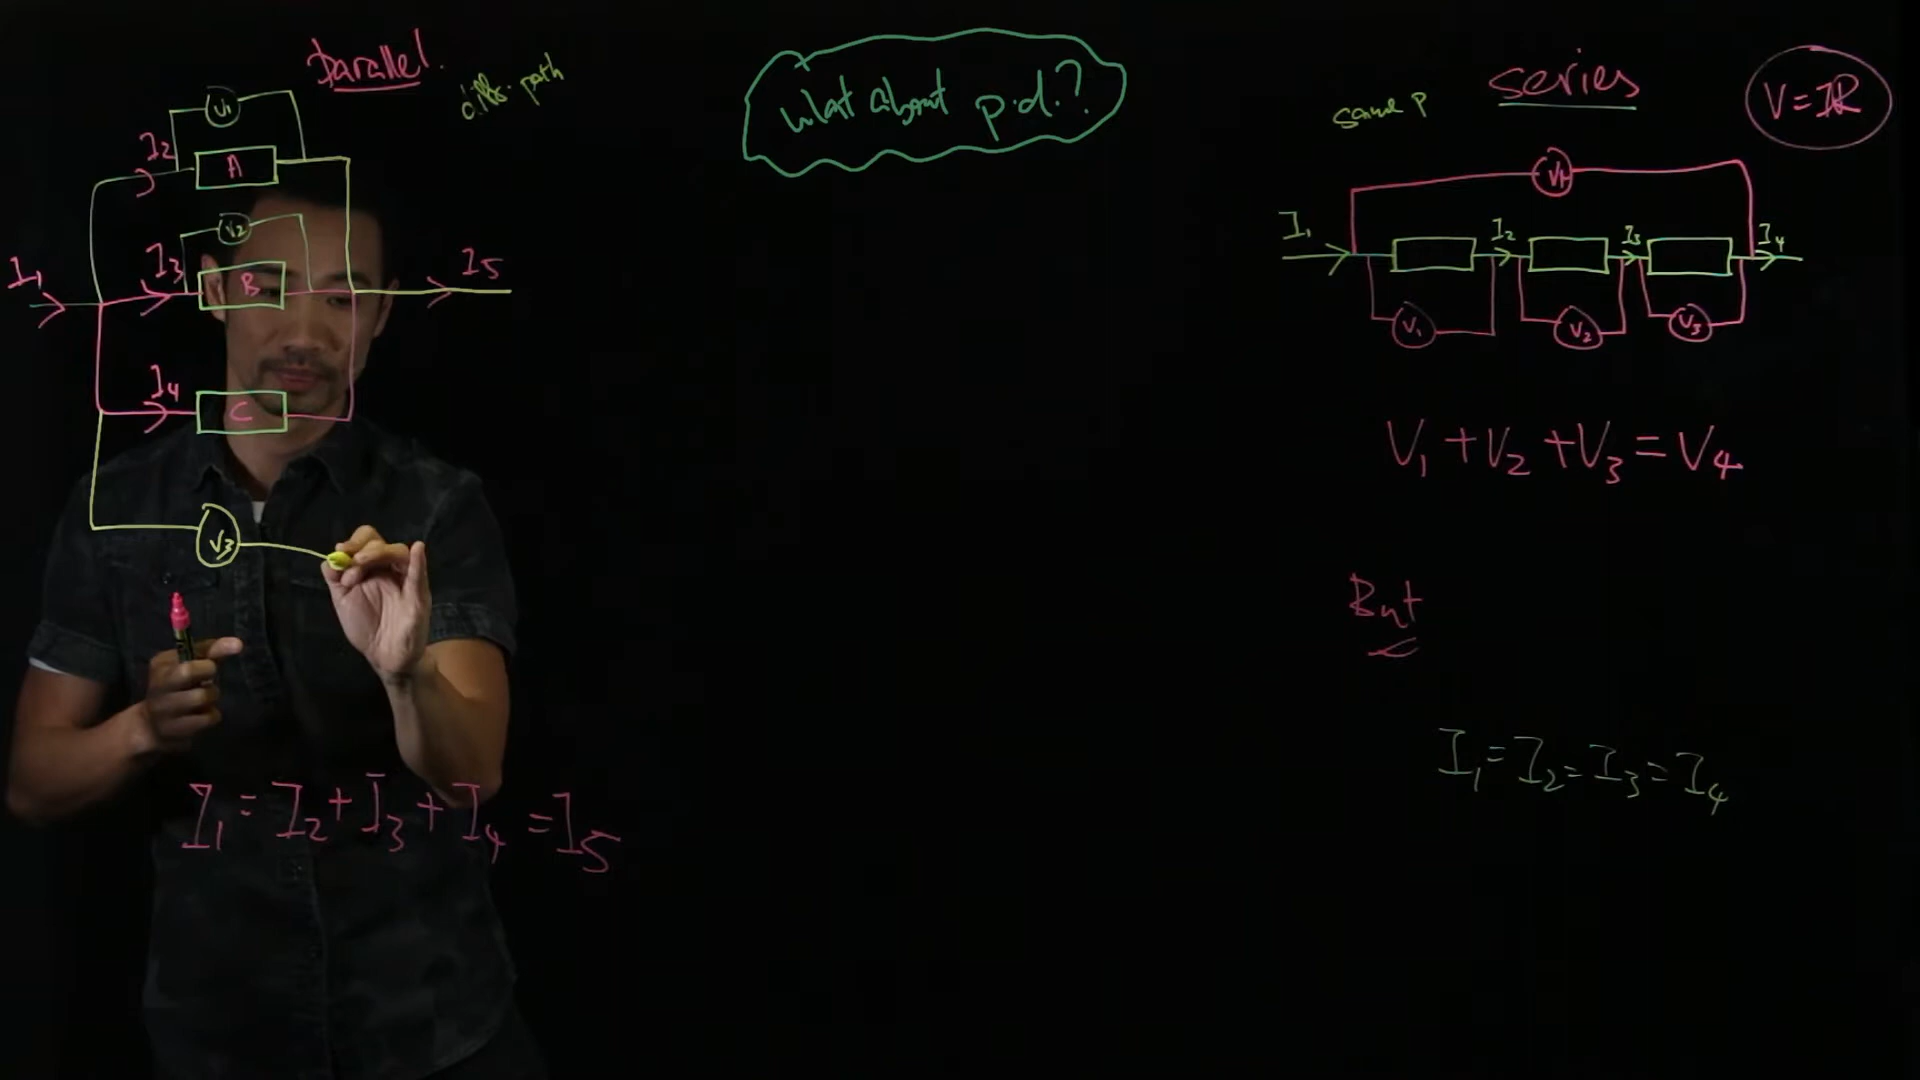 Parallel.
diff. path
V1
I2
A
V2
I1
I3
B
I5
I4
C
V3
I1 = I2 + I3 + I4 = I5
What about p.d.?
same p
series
V = IR
I1
I2
I3
I4
V1
V2
V3
V1 + V2 + V3 = V4
But
I1 = I2 = I3 = I4